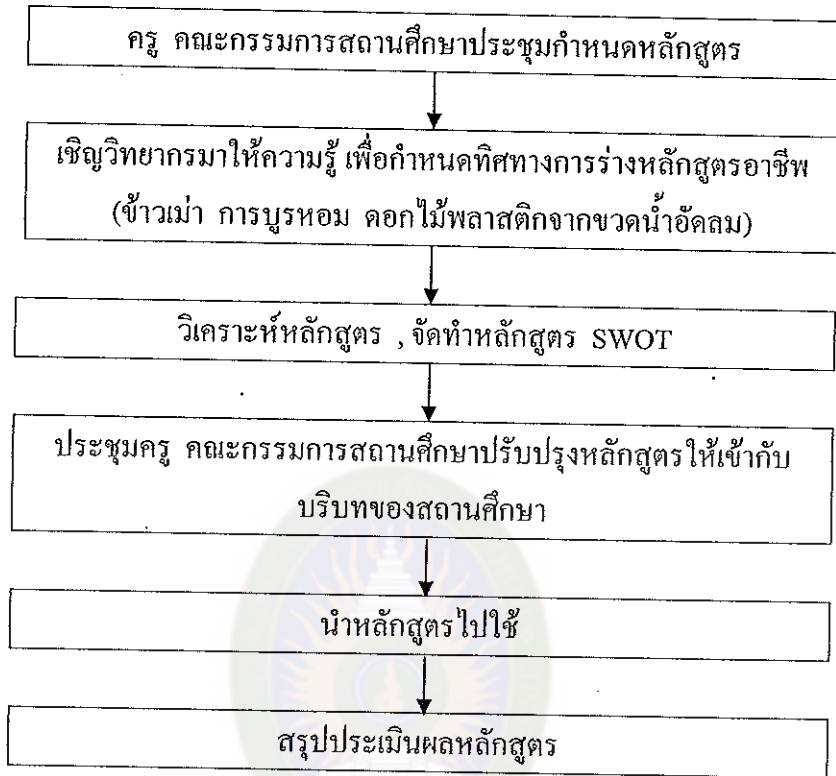 ครู คณะกรรมการสถานศึกษาประชุมกำหนดหลักสูตร
เชิญวิทยากรมาให้ความรู้ เพื่อกำหนดทิศทางการร่างหลักสูตรอาชีพ
(ข้าวเม่า การบูรหอม ดอกไม้พลาสติกจากขวดน้ำอัดลม)
วิเคราะห์หลักสูตร , จัดทำหลักสูตร SWOT
ประชุมครู คณะกรรมการสถานศึกษาปรับปรุงหลักสูตรให้เข้ากับ
บริบทของสถานศึกษา
นำหลักสูตรไปใช้
สรุปประเมินผลหลักสูตร